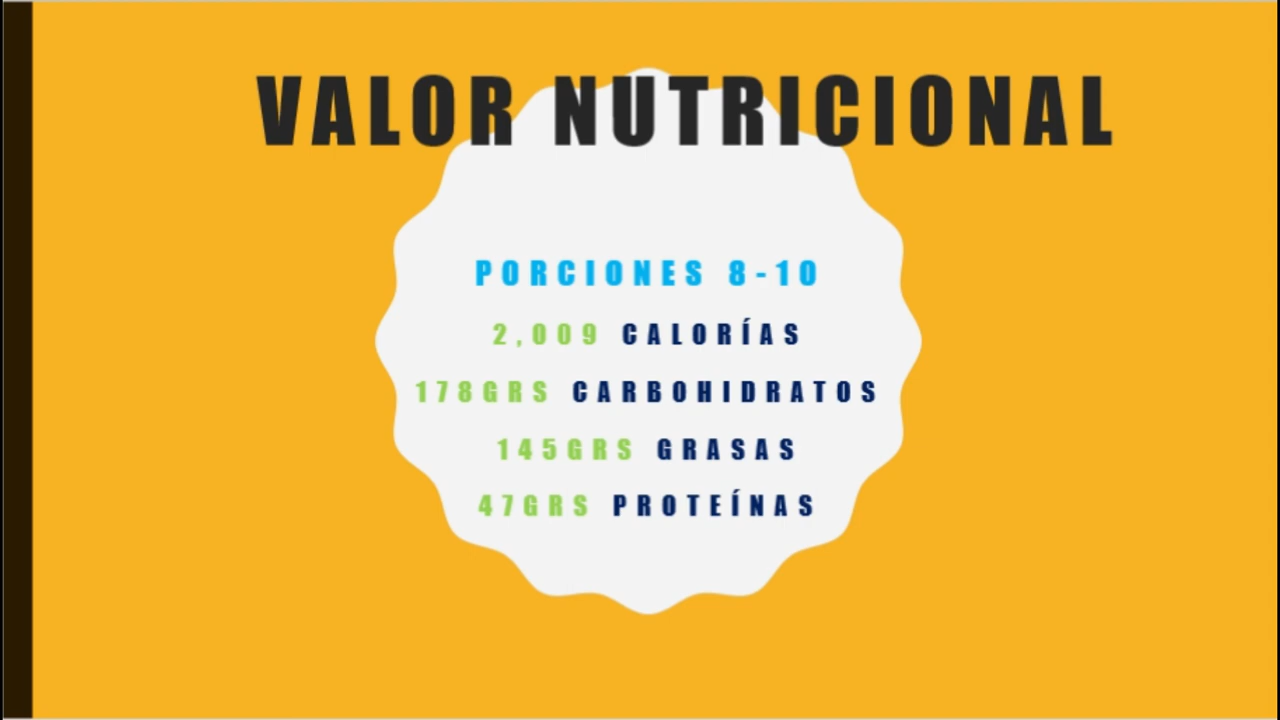 VALOR NUTRICIONAL
PORCIONES 8-10
2,009 CALORÍAS
178GRS CARBOHIDRATOS
145GRS GRASAS
47GRS PROTEÍNAS